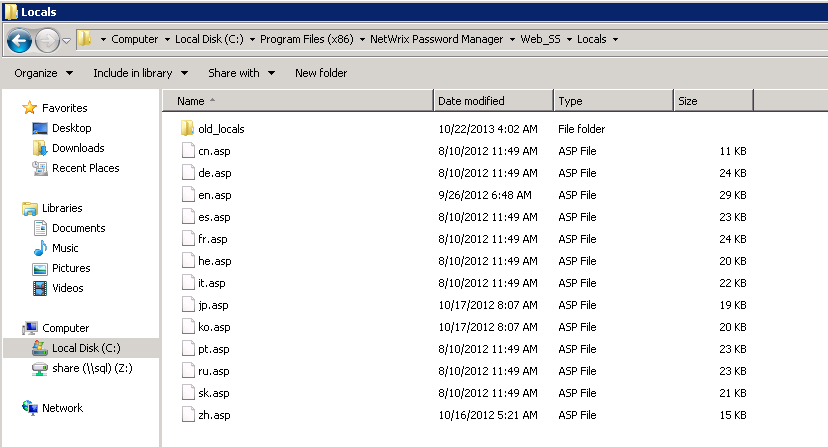 Locals
Computer Local Disk (C:) Program Files (x86) NetWrix Password Manager Web_SS Locals
Organize Include in library Share with New folder
Favorites
Desktop
Downloads
Recent Places
Libraries
Documents
Music
Pictures
Videos
Computer
Local Disk (C:)
share (\\sql) (Z:)
Network
Name Date modified Type Size
old_locals 10/22/2013 4:02 AM File folder
cn.asp 8/10/2012 11:49 AM ASP File 11 KB
de.asp 8/10/2012 11:49 AM ASP File 24 KB
en.asp 9/26/2012 6:48 AM ASP File 29 KB
es.asp 8/10/2012 11:49 AM ASP File 23 KB
fr.asp 8/10/2012 11:49 AM ASP File 24 KB
he.asp 8/10/2012 11:49 AM ASP File 20 KB
it.asp 8/10/2012 11:49 AM ASP File 22 KB
jp.asp 10/17/2012 8:07 AM ASP File 19 KB
ko.asp 10/17/2012 8:07 AM ASP File 20 KB
pt.asp 8/10/2012 11:49 AM ASP File 23 KB
ru.asp 8/10/2012 11:49 AM ASP File 23 KB
sk.asp 8/10/2012 11:49 AM ASP File 21 KB
zh.asp 10/16/2012 5:21 AM ASP File 15 KB